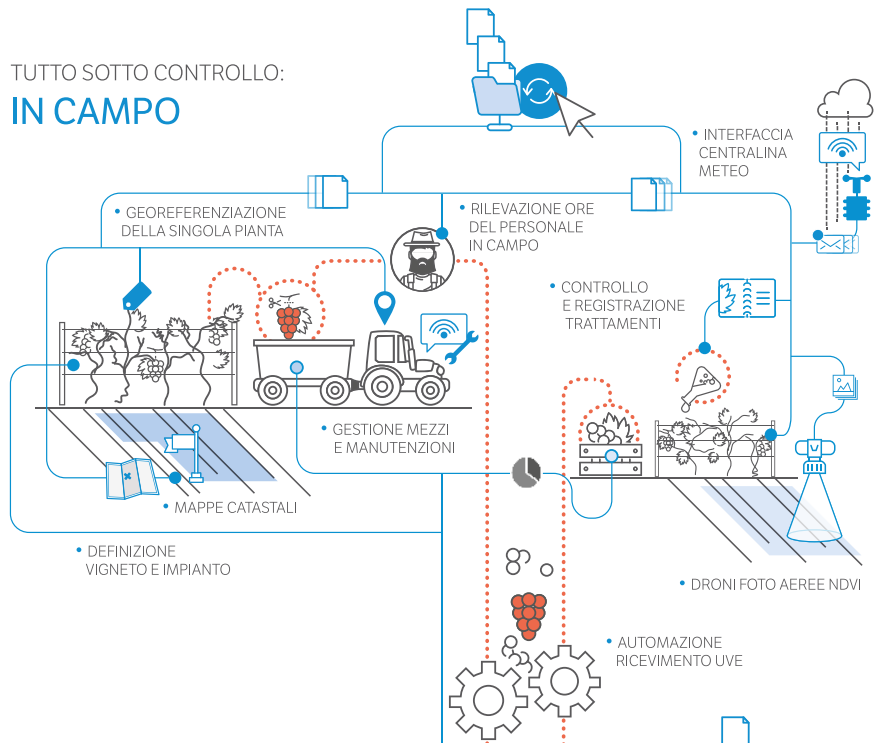 TUTTO SOTTO CONTROLLO:
IN CAMPO
• INTERFACCIA
CENTRALINA
METEO
• GEOREFERENZIAZIONE
DELLA SINGOLA PIANTA
• RILEVAZIONE ORE
DEL PERSONALE
IN CAMPO
• CONTROLLO
E REGISTRAZIONE
TRATTAMENTI
• GESTIONE MEZZI
E MANUTENZIONI
• MAPPE CATASTALI
• DEFINIZIONE
VIGNETO E IMPIANTO
• DRONI FOTO AEREE NDVI
• AUTOMAZIONE
RICEVIMENTO UVE